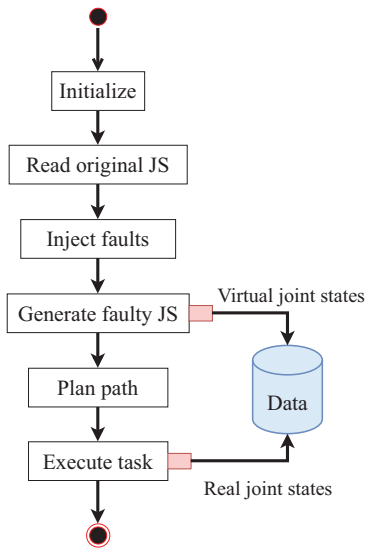 Initialize
Read original JS
Inject faults
Generate faulty JS
Virtual joint states
Plan path
Data
Execute task
Real joint states